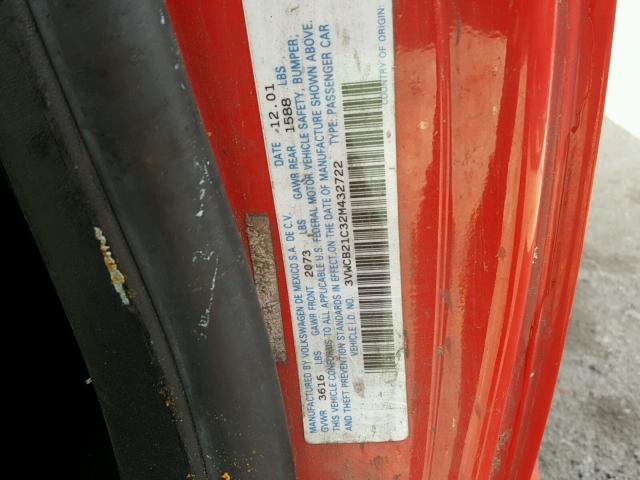 MANUFACTURED BY VOLKSWAGEN DE MEXICO S.A. DE C.V. DATE 12.01
GVWR 3616 LBS GAWR FRONT 2073 LBS GAWR REAR 1588 LBS
THIS VEHICLE CONFORMS TO ALL APPLICABLE U.S. FEDERAL MOTOR VEHICLE SAFETY, BUMPER,
AND THEFT PREVENTION STANDARDS IN EFFECT ON THE DATE OF MANUFACTURE SHOWN ABOVE.
VEHICLE I.D. NO. 3VWCB21C32M432722 TYPE: PASSENGER CAR
COUNTRY OF ORIGIN: